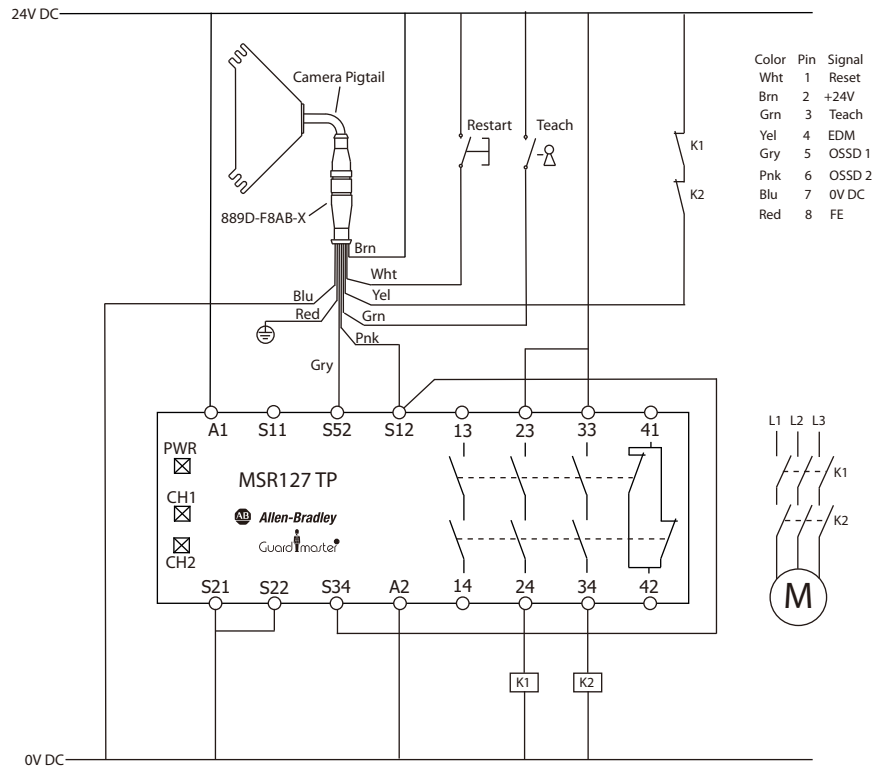 24V DC
Camera Pigtail
Restart
Teach
K1
K2
889D-F8AB-X
Color Pin Signal
Wht 1 Reset
Brn 2 +24V
Grn 3 Teach
Yel 4 EDM
Gry 5 OSSD 1
Pnk 6 OSSD 2
Blu 7 0V DC
Red 8 FE
Brn
Wht
Blu
Yel
Red
Grn
Pnk
Gry
A1 S11 S52 S12 13 23 33 41
PWR
CH1
CH2
MSR127 TP
AB Allen-Bradley
Guardmaster
S21 S22 S34 A2 14 24 34 42
L1 L2 L3
K1
K2
M
K1
K2
0V DC